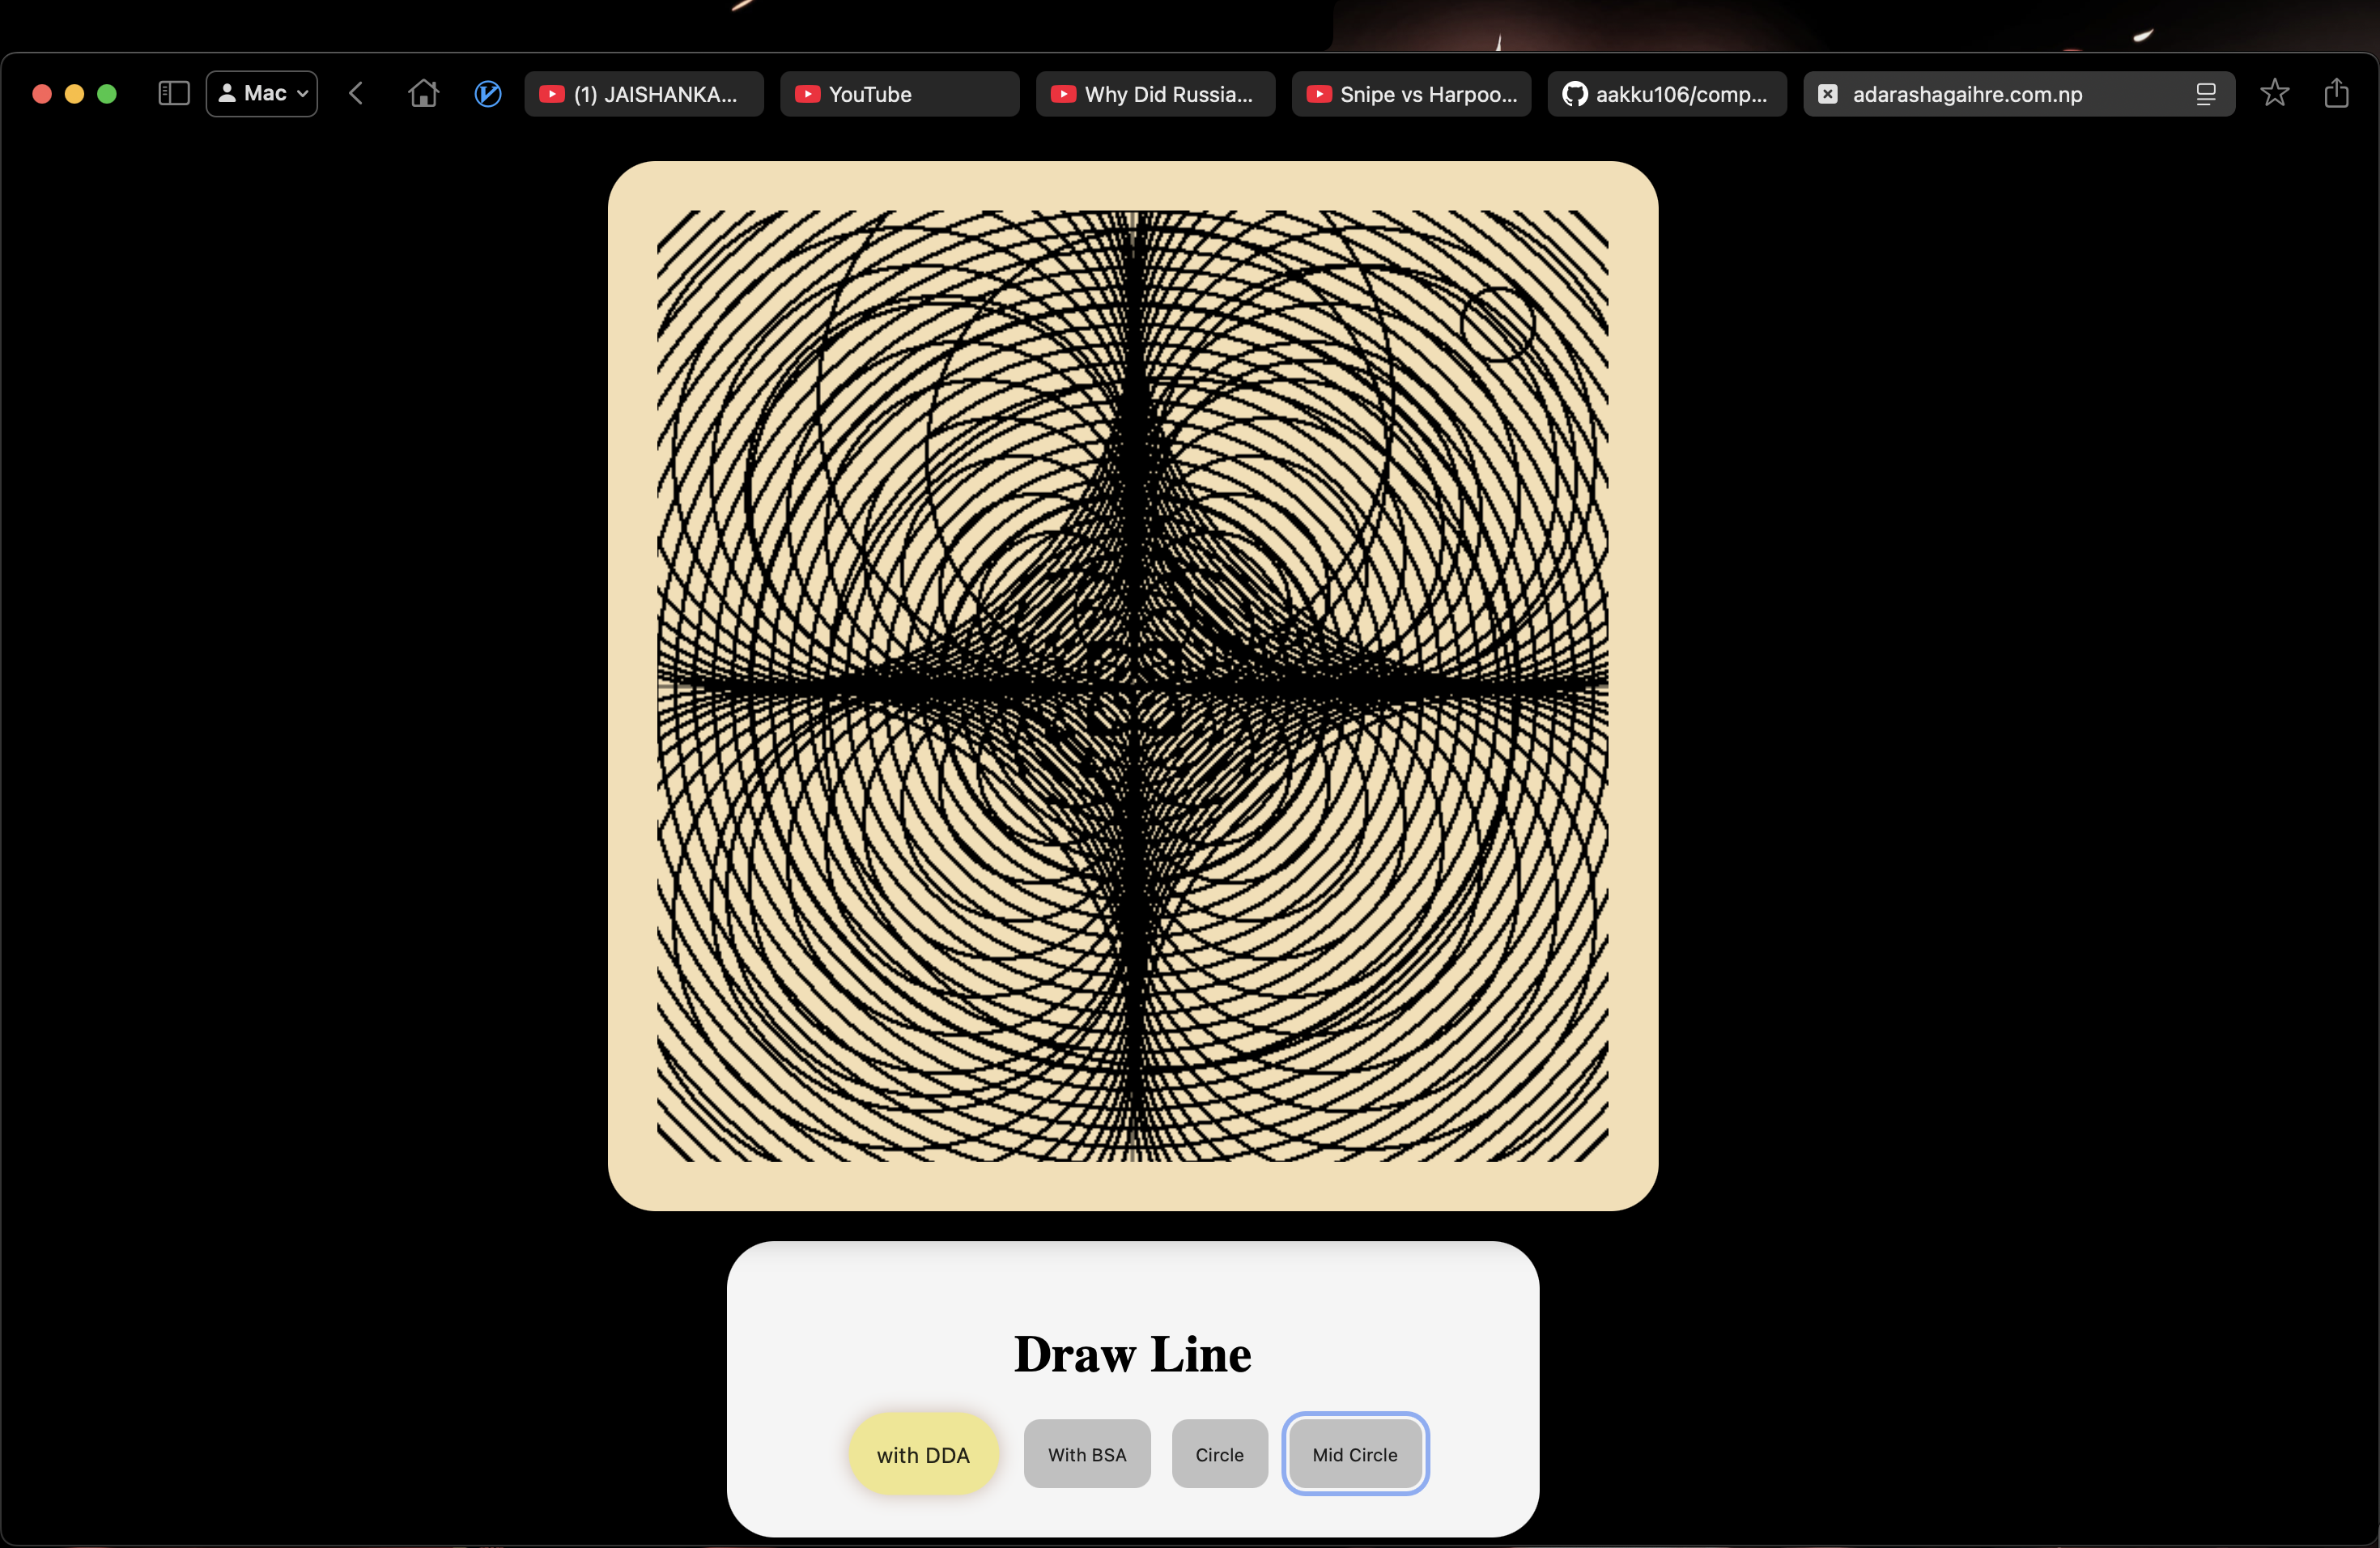 Mac
(1) JAISHANKA...
YouTube
Why Did Russia...
Snipe vs Harpoo...
aakku106/comp...
adarashagaihre.com.np
Draw Line
with DDA
With BSA
Circle
Mid Circle